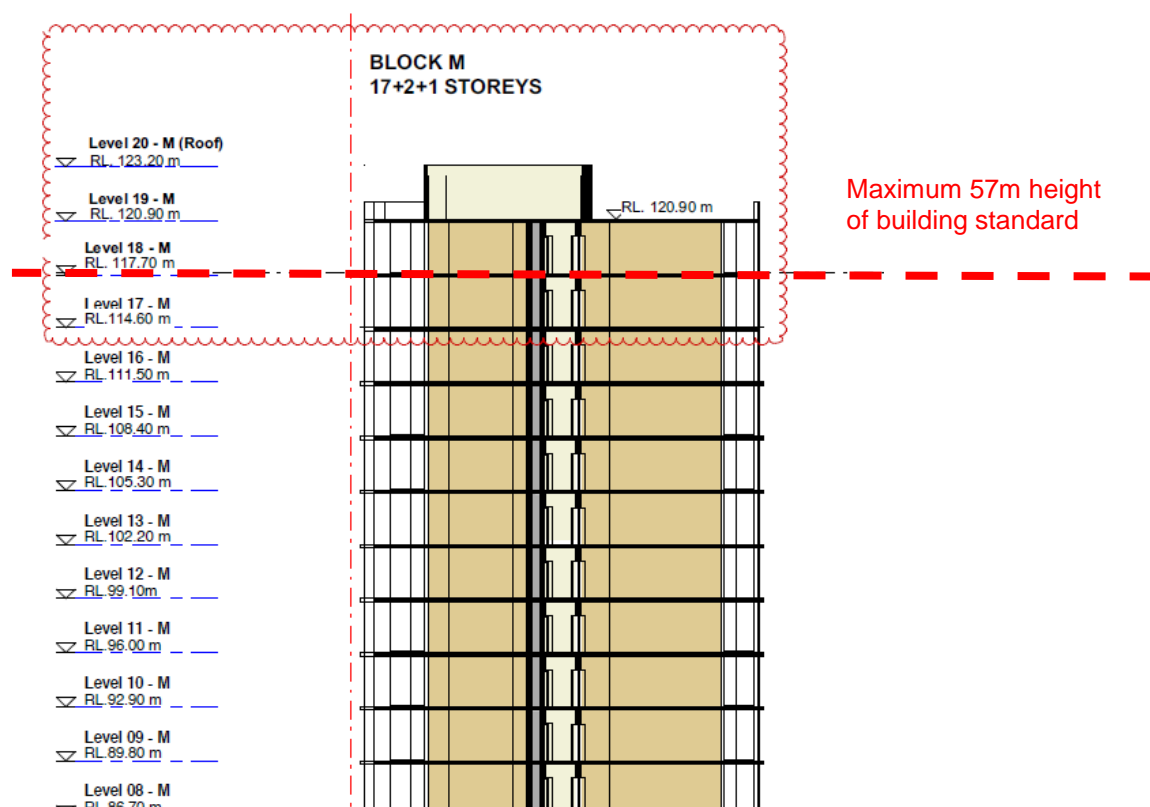 BLOCK M
17+2+1 STOREYS
Level 20 - M (Roof)
RL. 123.20 m
Level 19 - M
RL. 120.90 m
RL. 120.90 m
Maximum 57m height
of building standard
Level 18 - M
RL. 117.70 m
Level 17 - M
RL.114.60 m
Level 16 - M
RL.111.50 m
Level 15 - M
RL.108.40 m
Level 14 - M
RL.105.30 m
Level 13 - M
RL.102.20 m
Level 12 - M
RL.99.10m
Level 11 - M
RL.96.00 m
Level 10 - M
RL.92.90 m
Level 09 - M
RL.89.80 m
Level 08 - M
RL.86.70 m